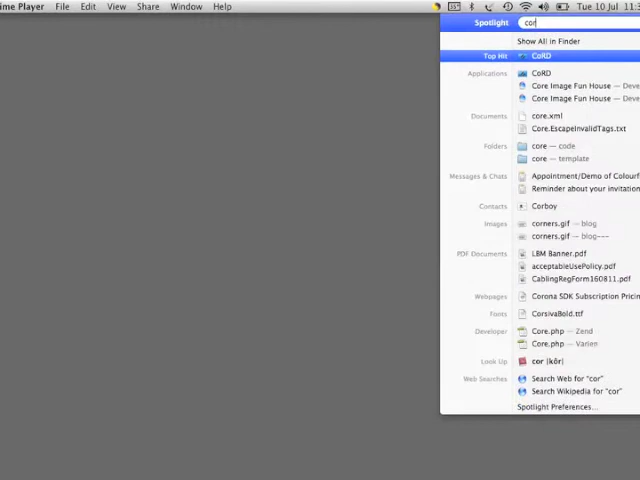 ime Player File Edit View Share Window Help Tue 10 Jul 11:3
Spotlight cor
Show All in Finder
Top Hit CoRD
Applications CoRD
Core Image Fun House — Deve
Core Image Fun House — Deve
Documents core.xml
Core.EscapeInvalidTags.txt
Folders core — code
core — template
Messages & Chats Appointment/Demo of Colourf
Reminder about your invitation
Contacts Corboy
Images corners.gif — blog
corners.gif — blog---
PDF Documents LBM Banner.pdf
acceptableUsePolicy.pdf
CablingRegForm160811.pdf
Webpages Corona SDK Subscription Pricin
Fonts CorsivaBold.ttf
Developer Core.php — Zend
Core.php — Varien
Look Up cor |kôr|
Web Searches Search Web for "cor"
Search Wikipedia for "cor"
Spotlight Preferences...